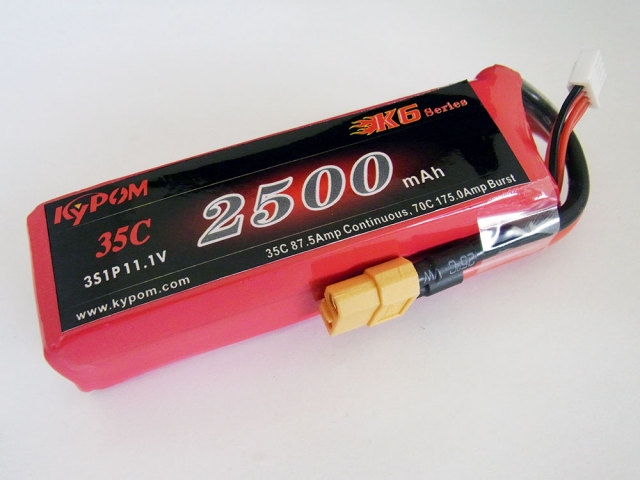 K6 Series
KYPOM
2500 mAh
35C
35C 87.5Amp Continuous, 70C 175.0Amp Burst
3S1P11.1V
www.kypom.com